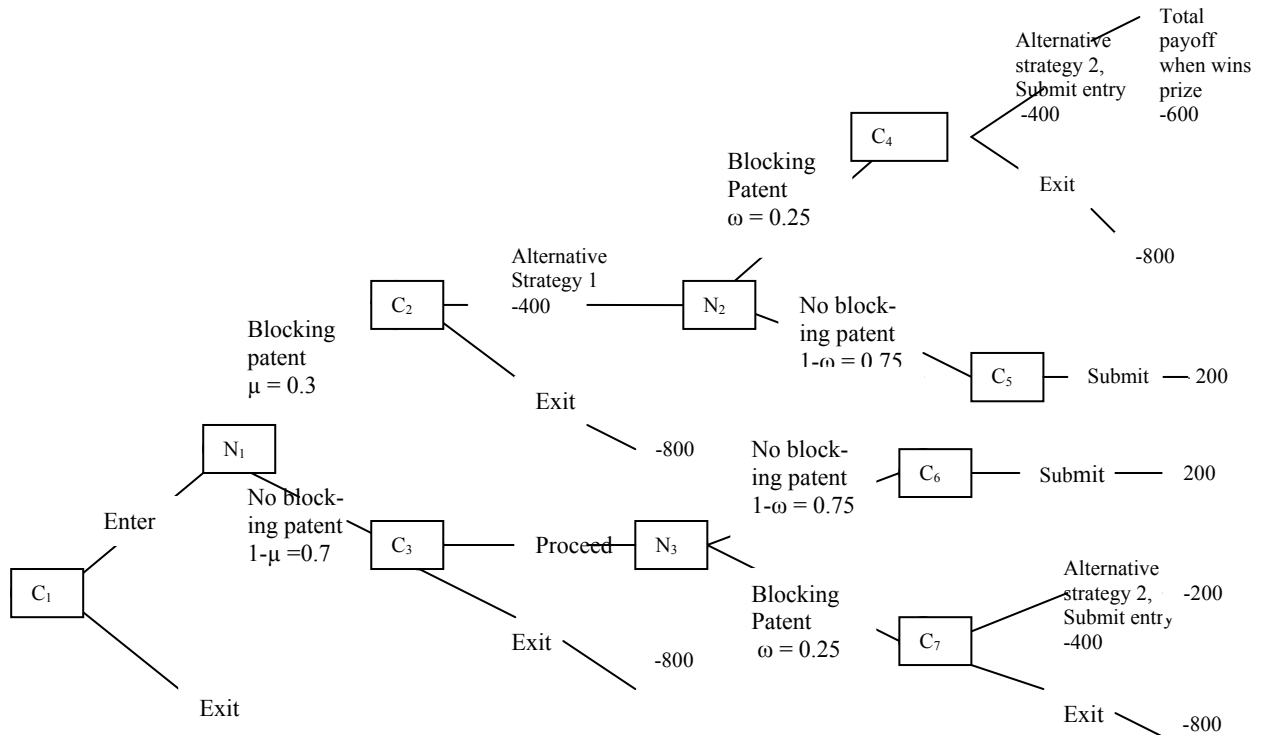 Total
payoff
when wins
prize
-600
Alternative
strategy 2,
Submit entry
-400
C₄
Exit
-800
Blocking
Patent
ω = 0.25
Alternative
Strategy 1
-400
C₂
N₂
No block-
ing patent
1-ω = 0.75
C₅
Submit
200
Blocking
patent
μ = 0.3
Exit
-800
N₁
No block-
ing patent
1-ω = 0.75
C₆
Submit
200
No block-
ing patent
1-μ =0.7
Enter
C₃
Proceed
N₃
C₁
Blocking
Patent
ω = 0.25
Alternative
strategy 2,
Submit entry
-400
-200
C₇
Exit
-800
Exit
-800
Exit